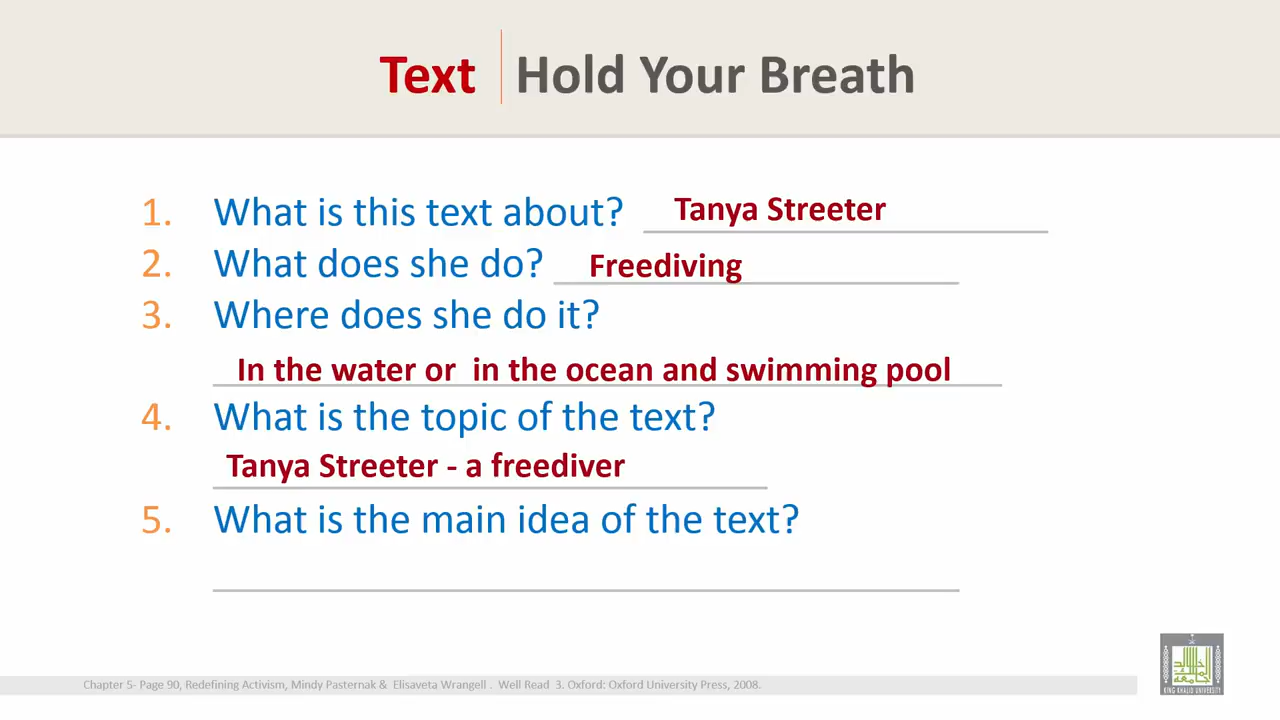 Text Hold Your Breath
1. What is this text about? Tanya Streeter
2. What does she do? Freediving
3. Where does she do it?
In the water or in the ocean and swimming pool
4. What is the topic of the text?
Tanya Streeter - a freediver
5. What is the main idea of the text?
Chapter 5- Page 90, Redefining Activism, Mindy Pasternak & Elisaveta Wrangell . Well Read 3. Oxford: Oxford University Press, 2008.
KING KHALID UNIVERSITY